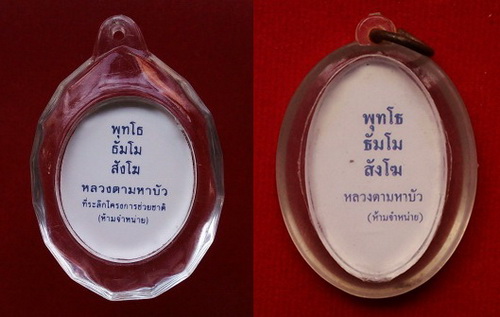 พุทโธ
ธัมโม
สังโฆ
หลวงตามหาบัว
ที่ระลึกโครงการช่วยชาติ
(ห้ามจำหน่าย)
พุทโธ
ธัมโม
สังโฆ
หลวงตามหาบัว
(ห้ามจำหน่าย)